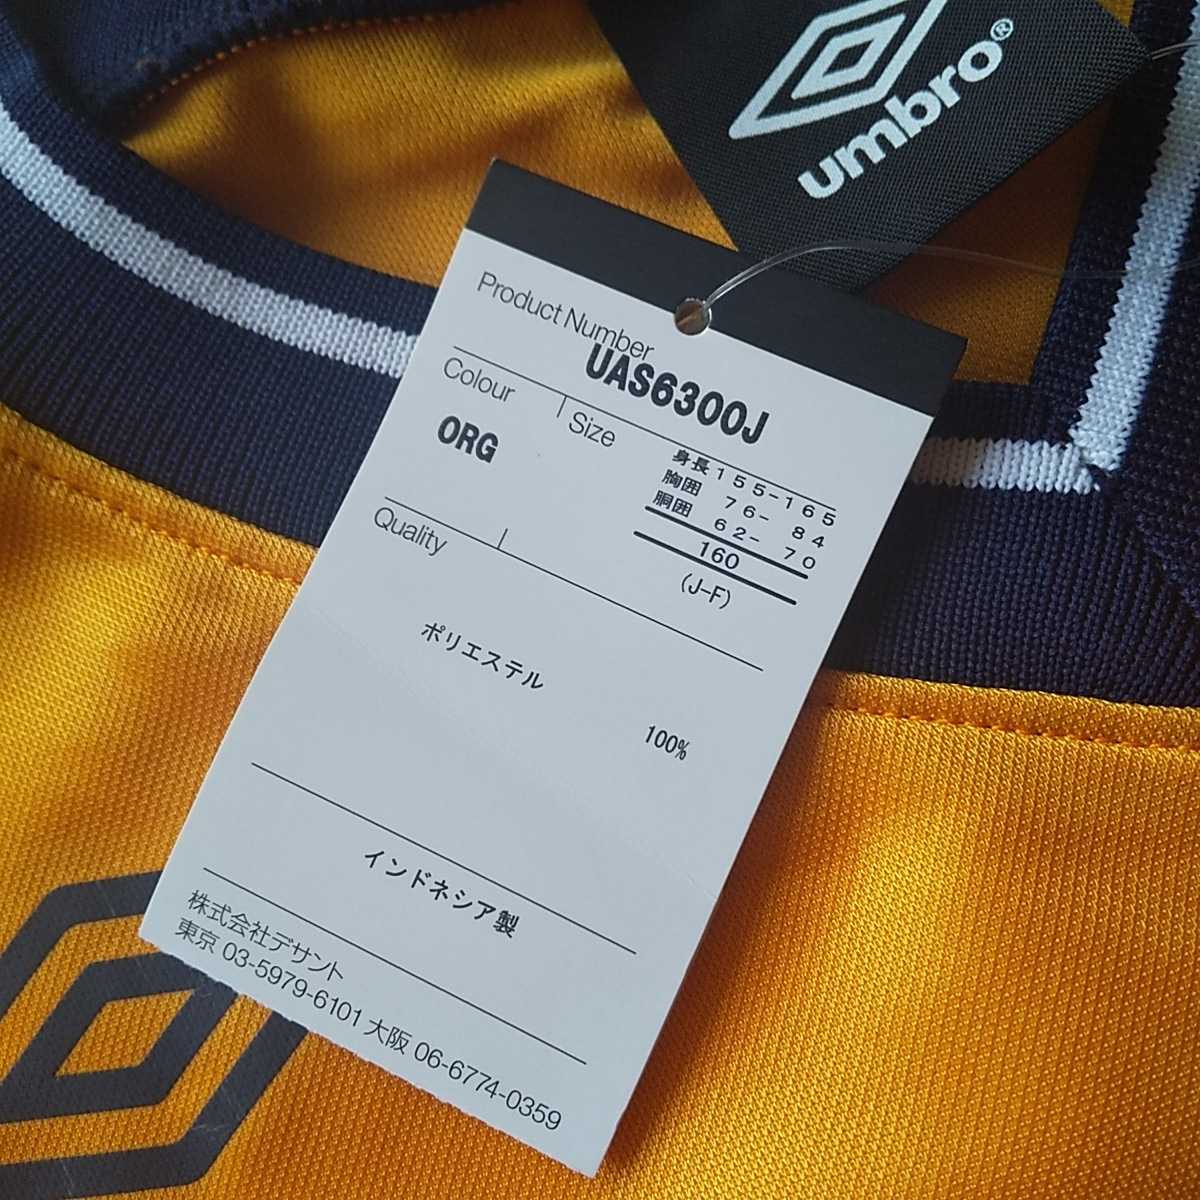 umbro®
Product Number
UAS6300J
Colour
Size
ORG
身長 155-165
胸囲 76- 84
胴囲 62- 70
160
(J-F)
Quality
ポリエステル
100%
インドネシア製
株式会社デサント
東京 03-5979-6101 大阪 06-6774-0359